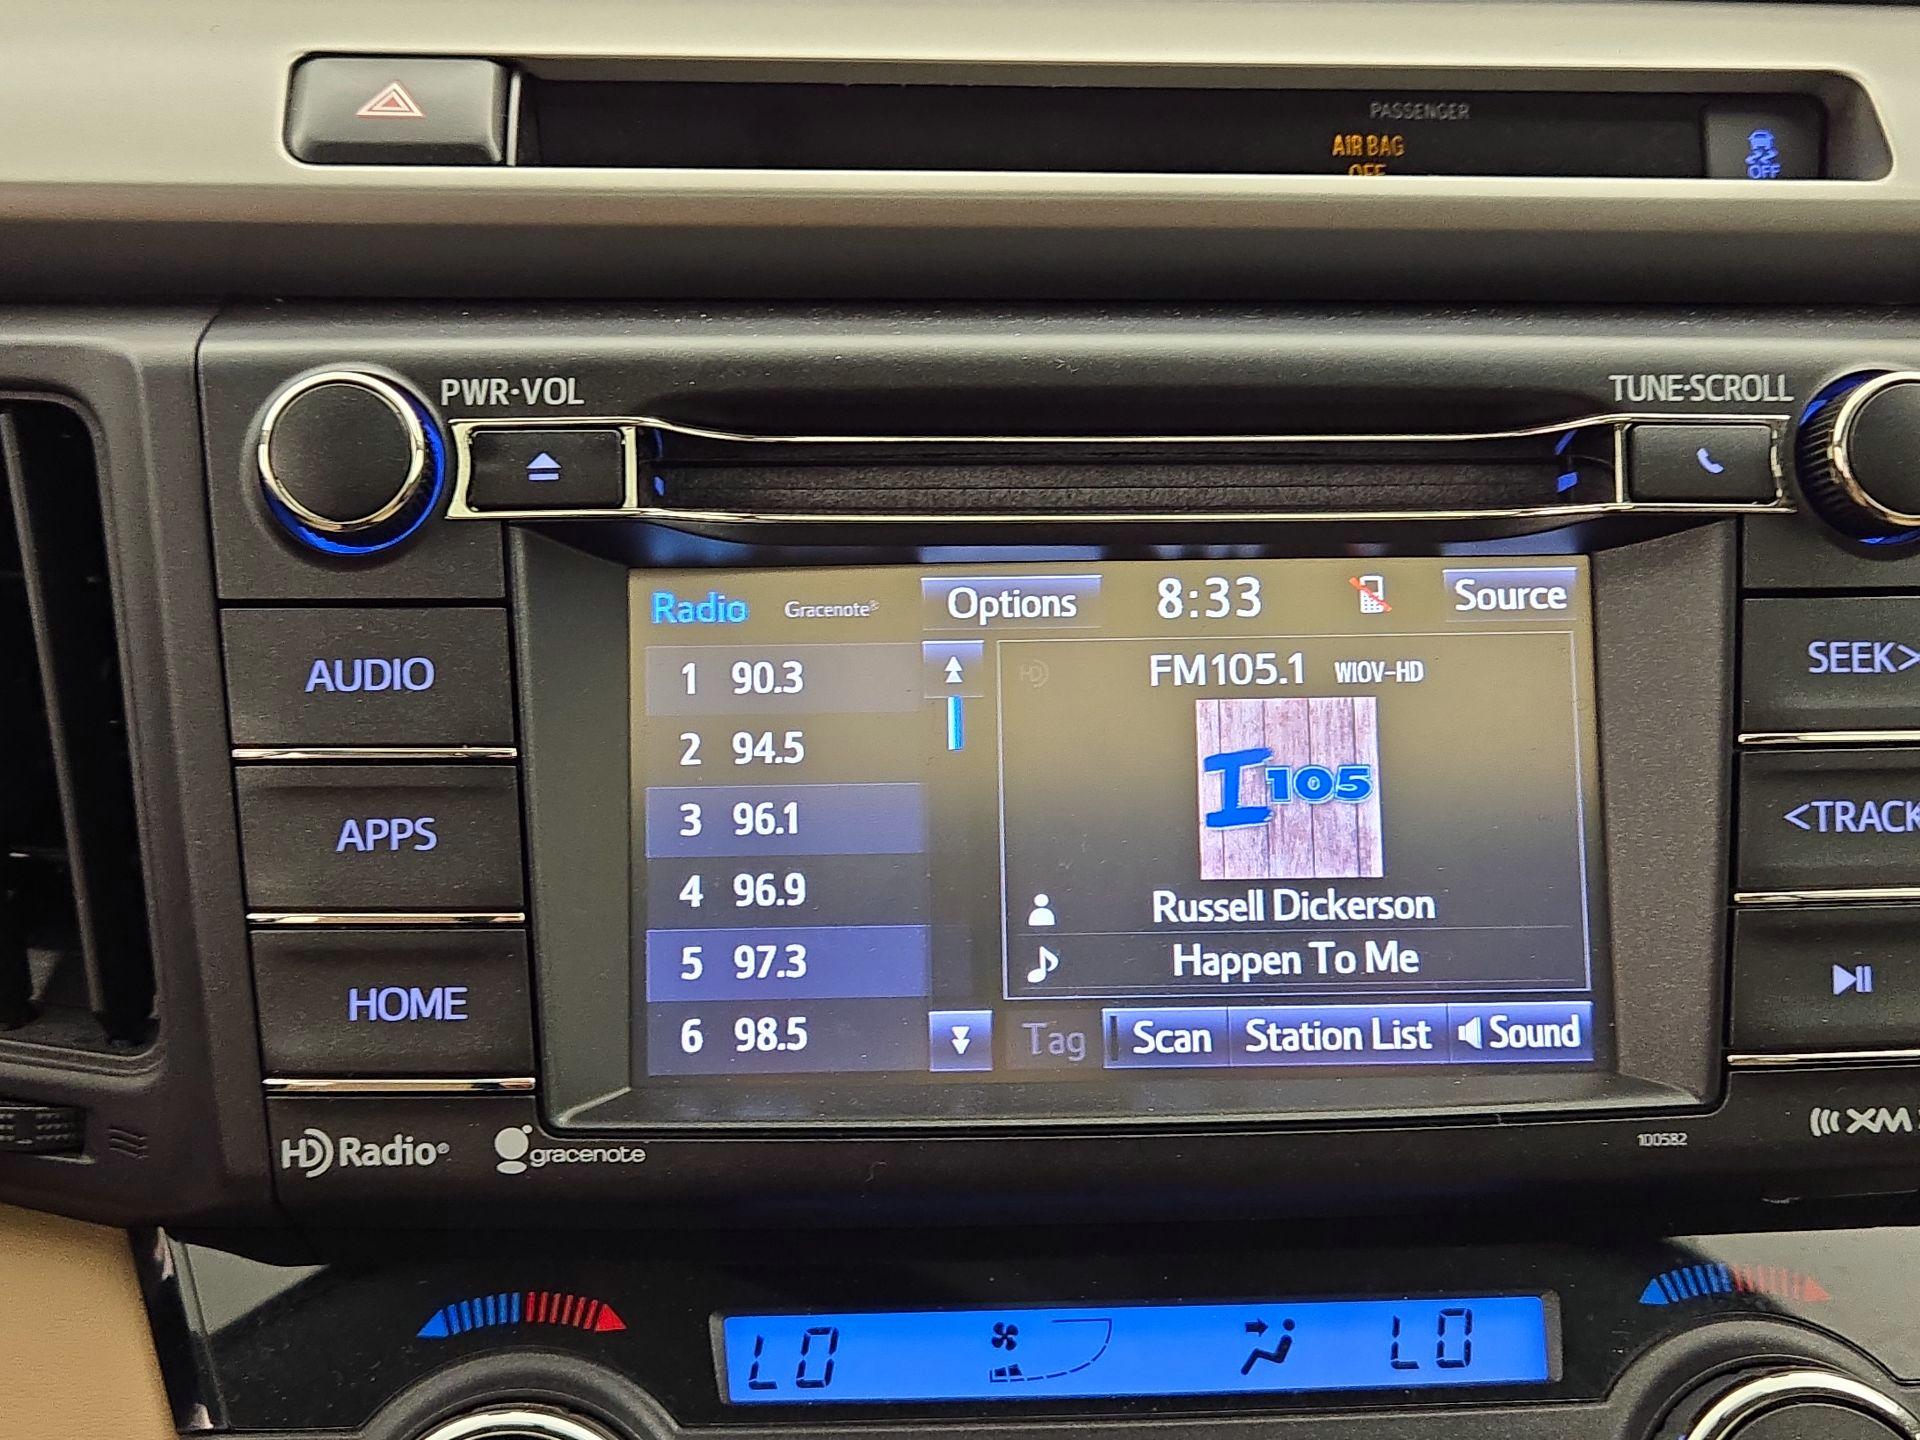 PASSENGER
AIR BAG
OFF
OFF
PWR·VOL
TUNE·SCROLL
Radio Gracenote® Options 8:33 Source
1 90.3
2 94.5
3 96.1
4 96.9
5 97.3
6 98.5
FM105.1 WIOV-HD
I105
Russell Dickerson
Happen To Me
Tag Scan Station List Sound
AUDIO
APPS
HOME
SEEK>
<TRACK
HD Radio®
gracenote
100582
XM
LO
LO